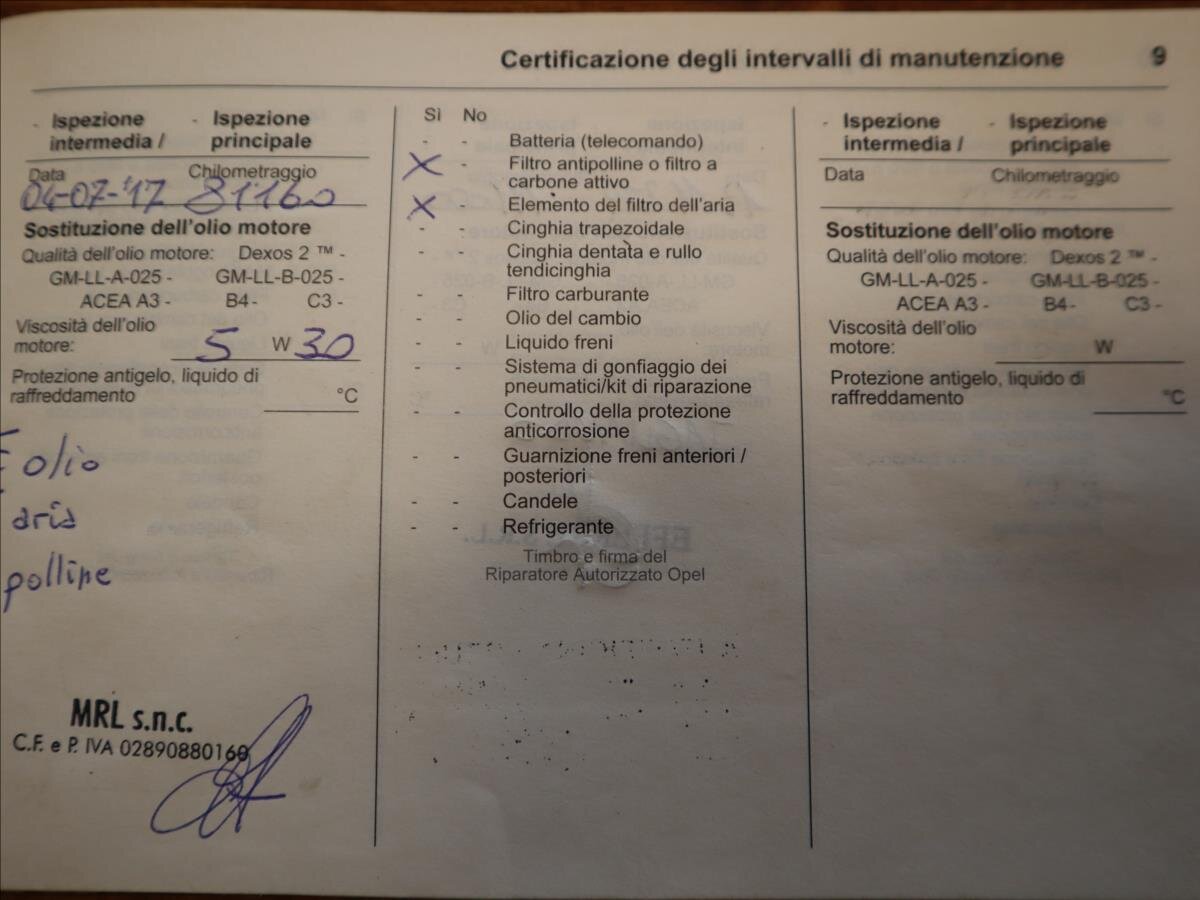 Certificazione degli intervalli di manutenzione 9
- Ispezione intermedia / - Ispezione principale
Data Chilometraggio
04-07-'17 81160
Sostituzione dell'olio motore
Qualità dell'olio motore: Dexos 2 ™ -
GM-LL-A-025 - GM-LL-B-025 -
ACEA A3 - B4 - C3 -
Viscosità dell'olio
motore: 5 W 30
Protezione antigelo, liquido di
raffreddamento °C
olio
aria
polline
MRL s.n.c.
C.F. e P. IVA 02890880160
Sì No
- - Batteria (telecomando)
X - Filtro antipolline o filtro a
carbone attivo
X - Elemento del filtro dell'aria
- - Cinghia trapezoidale
- - Cinghia dentata e rullo
tendicinghia
- - Filtro carburante
- - Olio del cambio
- - Liquido freni
- - Sistema di gonfiaggio dei
pneumatici/kit di riparazione
- - Controllo della protezione
anticorrosione
- - Guarnizione freni anteriori /
posteriori
- - Candele
- - Refrigerante
Timbro e firma del
Riparatore Autorizzato Opel
- Ispezione intermedia / - Ispezione principale
Data Chilometraggio
Sostituzione dell'olio motore
Qualità dell'olio motore: Dexos 2 ™ -
GM-LL-A-025 - GM-LL-B-025 -
ACEA A3 - B4 - C3 -
Viscosità dell'olio
motore: W
Protezione antigelo, liquido di
raffreddamento °C